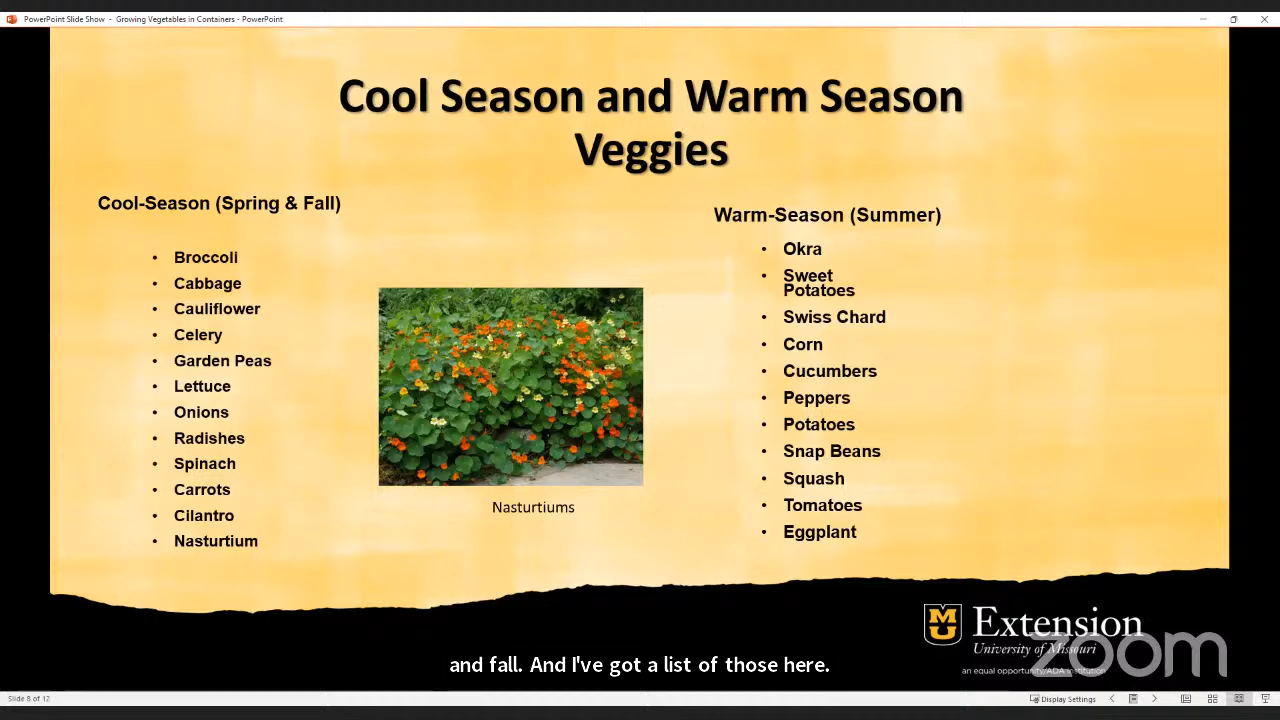 PowerPoint Slide Show - Growing Vegetables in Containers - PowerPoint
Cool Season and Warm Season
Veggies
Cool-Season (Spring & Fall)
• Broccoli
• Cabbage
• Cauliflower
• Celery
• Garden Peas
• Lettuce
• Onions
• Radishes
• Spinach
• Carrots
• Cilantro
• Nasturtium
Nasturtiums
Warm-Season (Summer)
• Okra
• Sweet
Potatoes
• Swiss Chard
• Corn
• Cucumbers
• Peppers
• Potatoes
• Snap Beans
• Squash
• Tomatoes
• Eggplant
MU
Extension
University of Missouri
an equal opportunity/ADA institution
zoom
and fall. And I've got a list of those here.
Slide 8 of 12
Display Settings